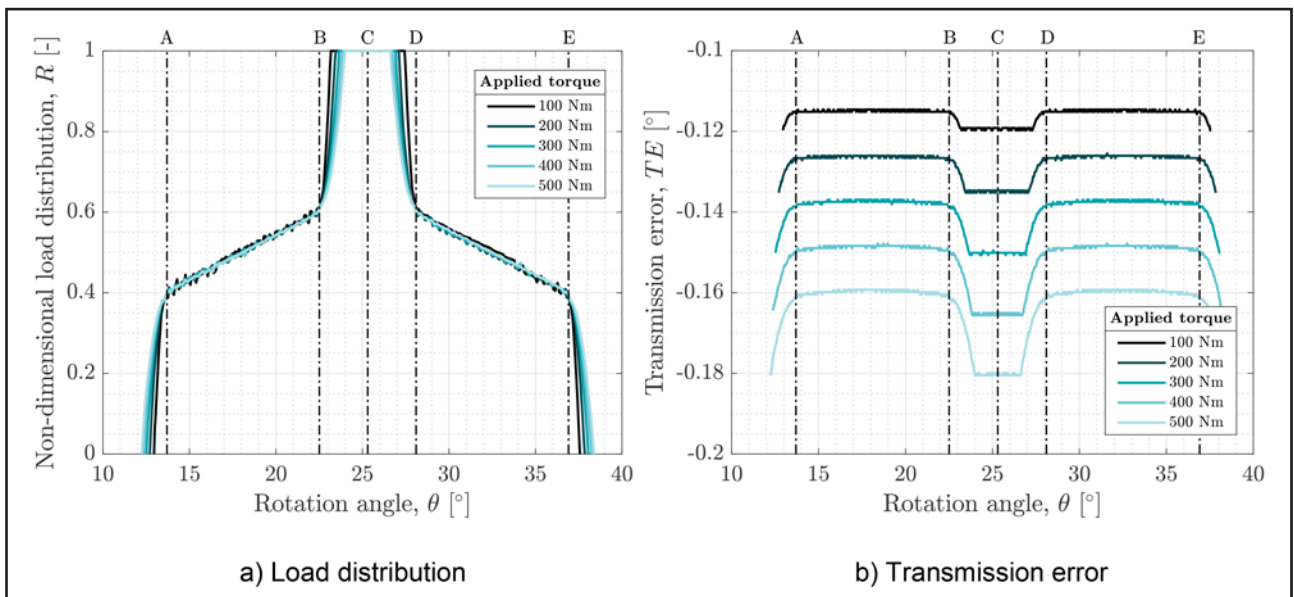 A B C D E
Non-dimensional load distribution, R [-]
1
0.8
0.6
0.4
0.2
0
Applied torque
100 Nm
200 Nm
300 Nm
400 Nm
500 Nm
10 15 20 25 30 35 40
Rotation angle, θ [°]
a) Load distribution
A B C D E
Transmission error, TE [°]
-0.1
-0.12
-0.14
-0.16
-0.18
-0.2
Applied torque
100 Nm
200 Nm
300 Nm
400 Nm
500 Nm
10 15 20 25 30 35 40
Rotation angle, θ [°]
b) Transmission error